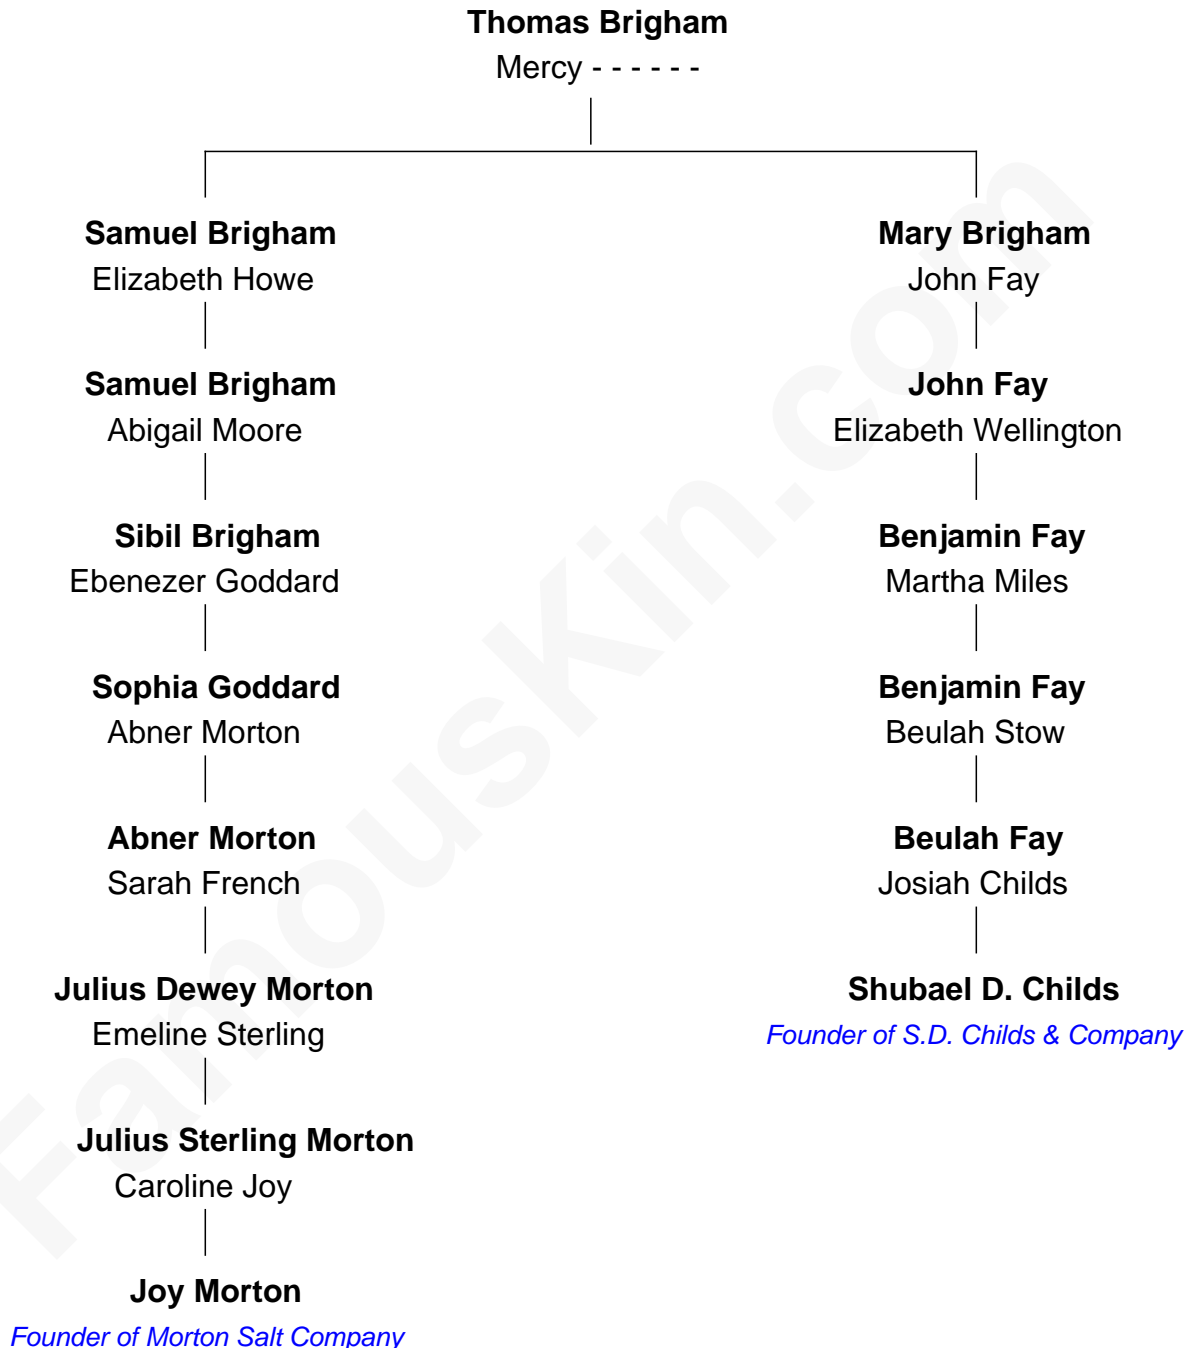 Thomas Brigham
Mercy - - - - - -
Samuel Brigham
Elizabeth Howe
Mary Brigham
John Fay
Samuel Brigham
Abigail Moore
John Fay
Elizabeth Wellington
Sibil Brigham
Ebenezer Goddard
Benjamin Fay
Martha Miles
Sophia Goddard
Abner Morton
Benjamin Fay
Beulah Stow
Abner Morton
Sarah French
Beulah Fay
Josiah Childs
Julius Dewey Morton
Emeline Sterling
Shubael D. Childs
Founder of S.D. Childs & Company
Julius Sterling Morton
Caroline Joy
Joy Morton
Founder of Morton Salt Company
FamousKin.com